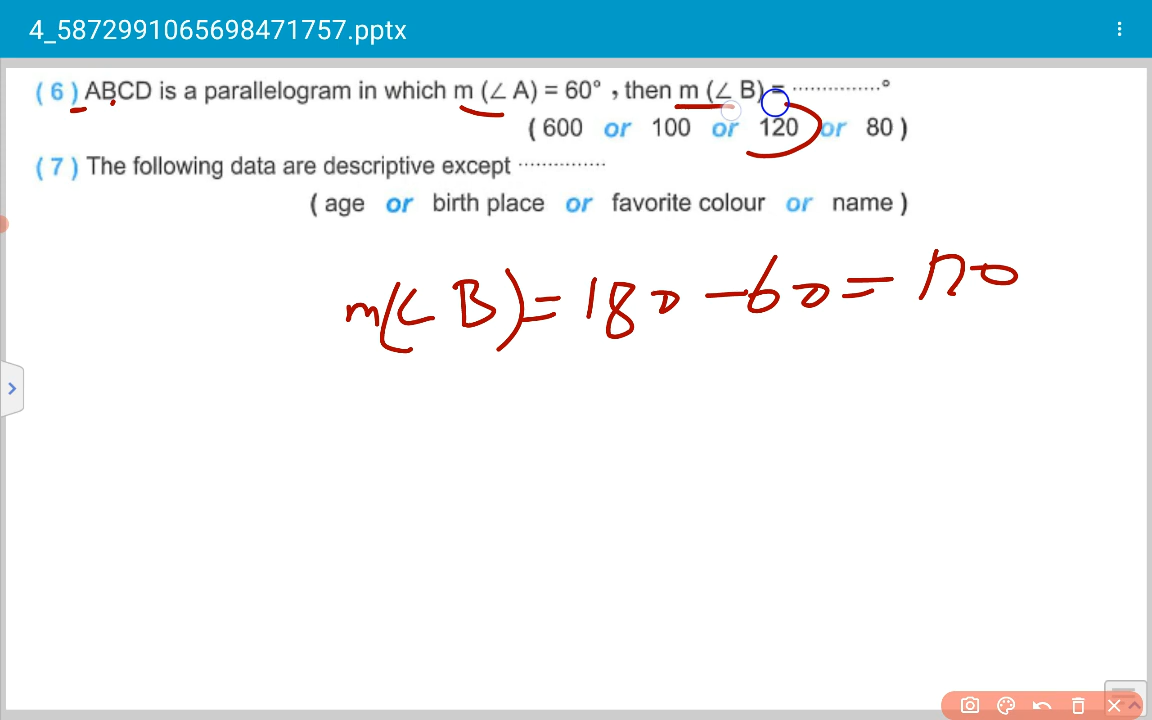 4_5872991065698471757.pptx
( 6 ) ABCD is a parallelogram in which m (∠ A) = 60° , then m (∠ B) = ··············°
( 600 or 100 or 120 or 80 )
( 7 ) The following data are descriptive except ··············
( age or birth place or favorite colour or name )
m(∠ B) = 180 - 60 = 120